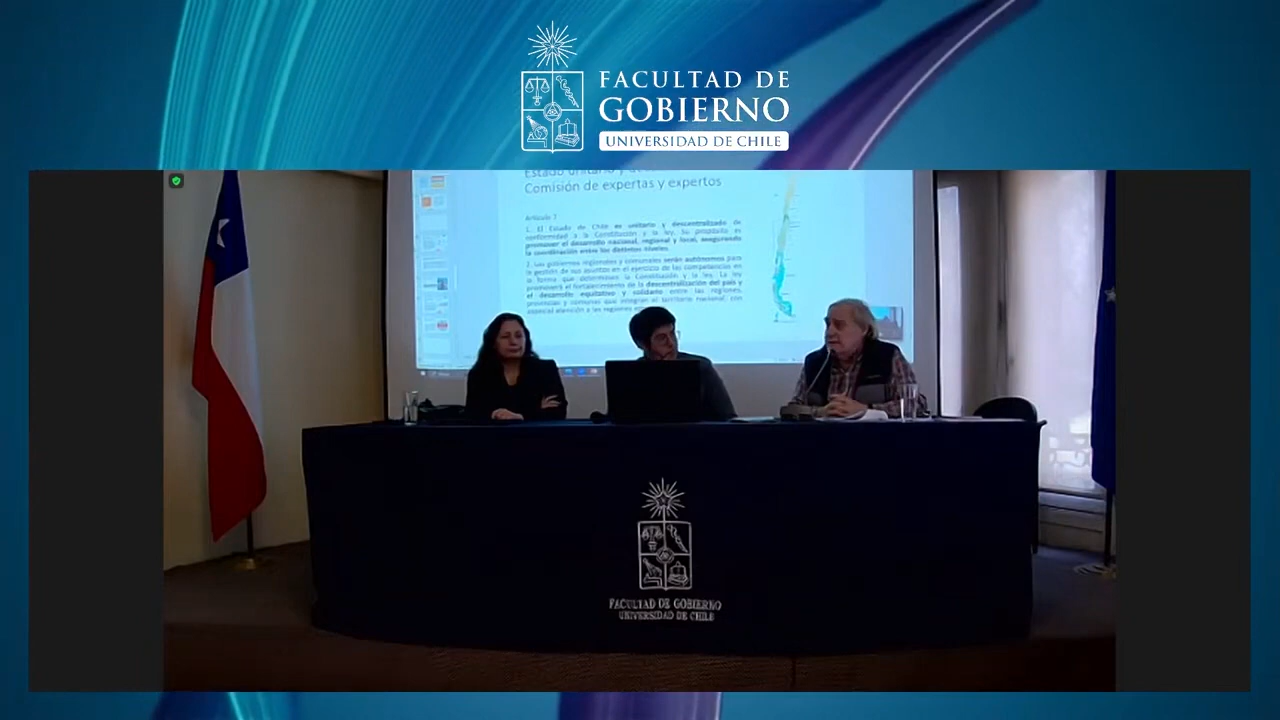 FACULTAD DE
GOBIERNO
UNIVERSIDAD DE CHILE
Estado unitario y
Comisión de expertas y expertos
Artículo 7
1. El Estado de Chile es unitario y descentralizado de
conformidad a la Constitución y la ley. Su propósito es
promover el desarrollo nacional, regional y local, asegurando
la coordinación entre los distintos niveles.
2. Los gobiernos regionales y comunales serán autónomos para
la gestión de sus asuntos en el ejercicio de las competencias en
la forma que determinen la Constitución y la ley. La ley
promoverá el fortalecimiento de la descentralización del país y
el desarrollo equitativo y solidario entre las regiones,
provincias y comunas que integran el territorio nacional, con
especial atención a las regiones
FACULTAD DE GOBIERNO
UNIVERSIDAD DE CHILE